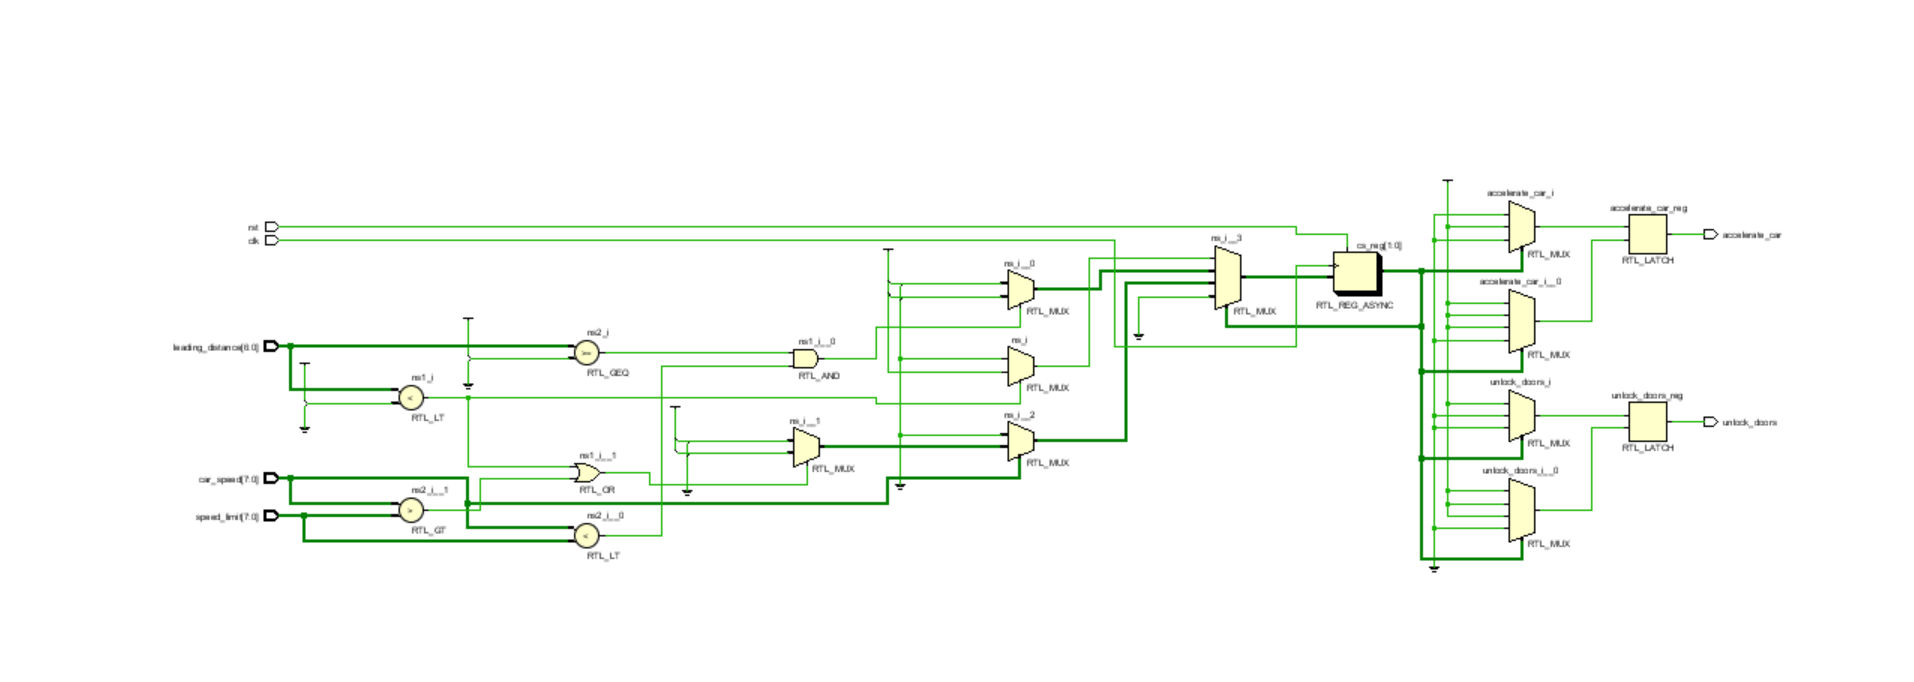 accelerate_car_i
accelerate_car_reg
rst
clk
ns_i__3
cs_reg[1:0]
accelerate_car
RTL_MUX
RTL_LATCH
ns_i__0
accelerate_car_i__0
RTL_MUX
RTL_MUX
RTL_REG_ASYNC
ns2_i
ns1_i__0
ns_i
leading_distance[6:0]
>=
RTL_MUX
RTL_GEQ
RTL_AND
ns1_i
unlock_doors_i
RTL_MUX
unlock_doors_reg
<
RTL_LT
ns_i__1
ns_i__2
unlock_doors
RTL_MUX
RTL_LATCH
ns1_i__1
RTL_MUX
RTL_MUX
unlock_doors_i__0
car_speed[7:0]
ns2_i__1
RTL_OR
>
speed_limit[7:0]
ns2_i__0
RTL_GT
<
RTL_MUX
RTL_LT